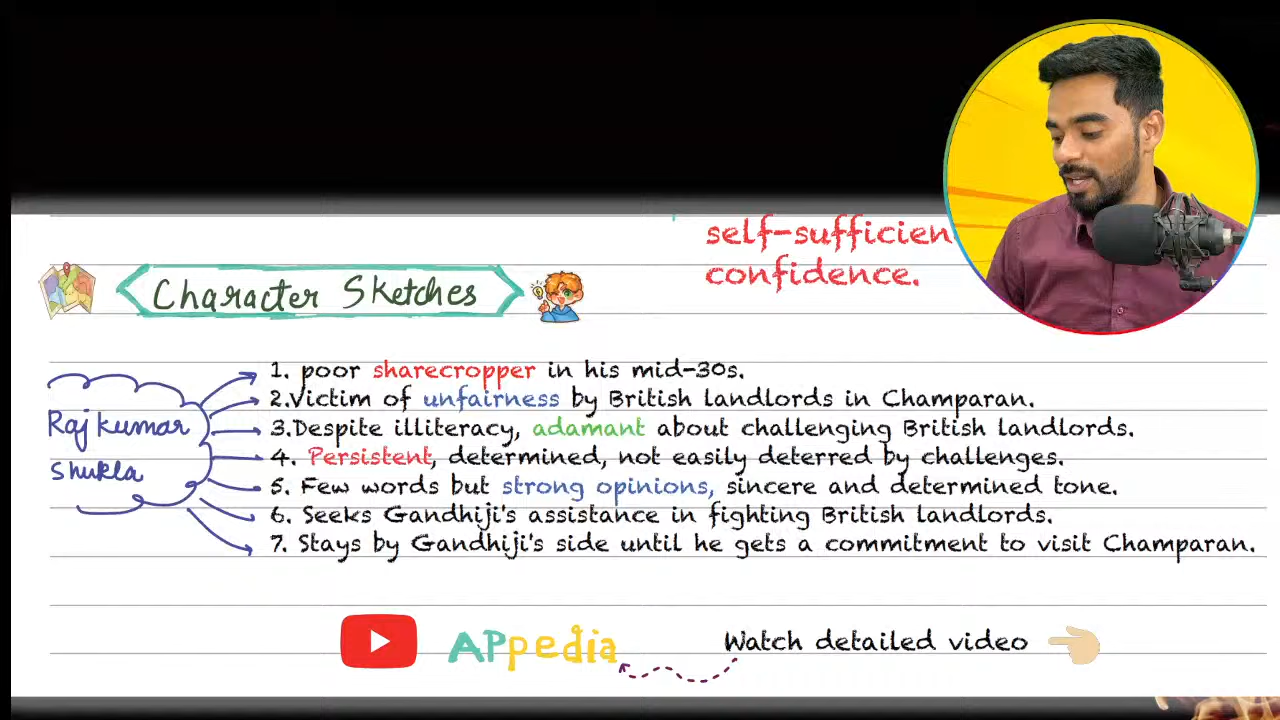 self-sufficien
confidence.
Character Sketches
Rajkumar
Shukla
1. poor sharecropper in his mid-30s.
2.Victim of unfairness by British landlords in Champaran.
3.Despite illiteracy, adamant about challenging British landlords.
4. Persistent, determined, not easily deterred by challenges.
5. Few words but strong opinions, sincere and determined tone.
6. Seeks Gandhiji's assistance in fighting British landlords.
7. Stays by Gandhiji's side until he gets a commitment to visit Champaran.
APpedia
Watch detailed video